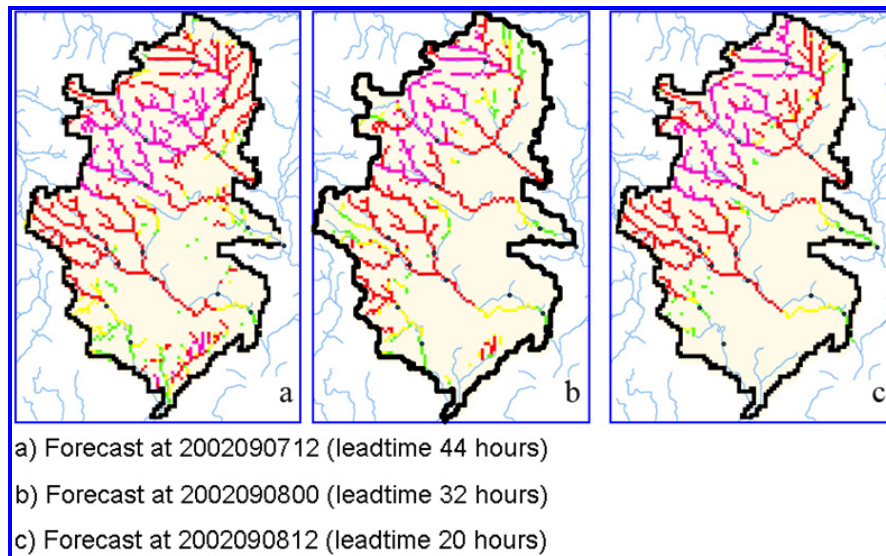 a
b
c
a) Forecast at 2002090712 (leadtime 44 hours)
b) Forecast at 2002090800 (leadtime 32 hours)
c) Forecast at 2002090812 (leadtime 20 hours)